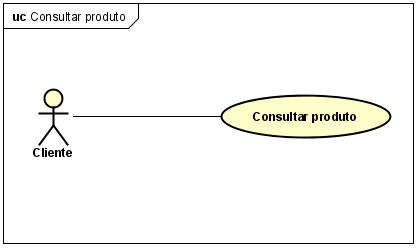 uc Consultar produto
Consultar produto
Cliente